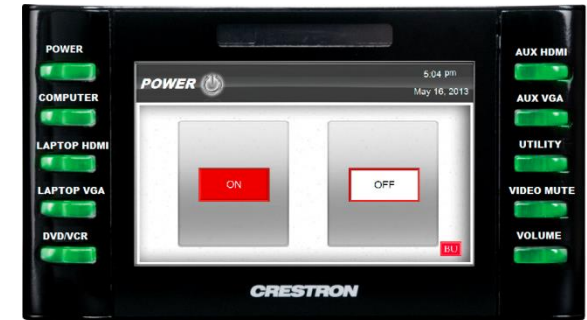 POWER
COMPUTER
LAPTOP HDMI
LAPTOP VGA
DVD/VCR
POWER
5:04 pm
May 16, 2013
ON
OFF
BU
CRESTRON
AUX HDMI
AUX VGA
UTILITY
VIDEO MUTE
VOLUME